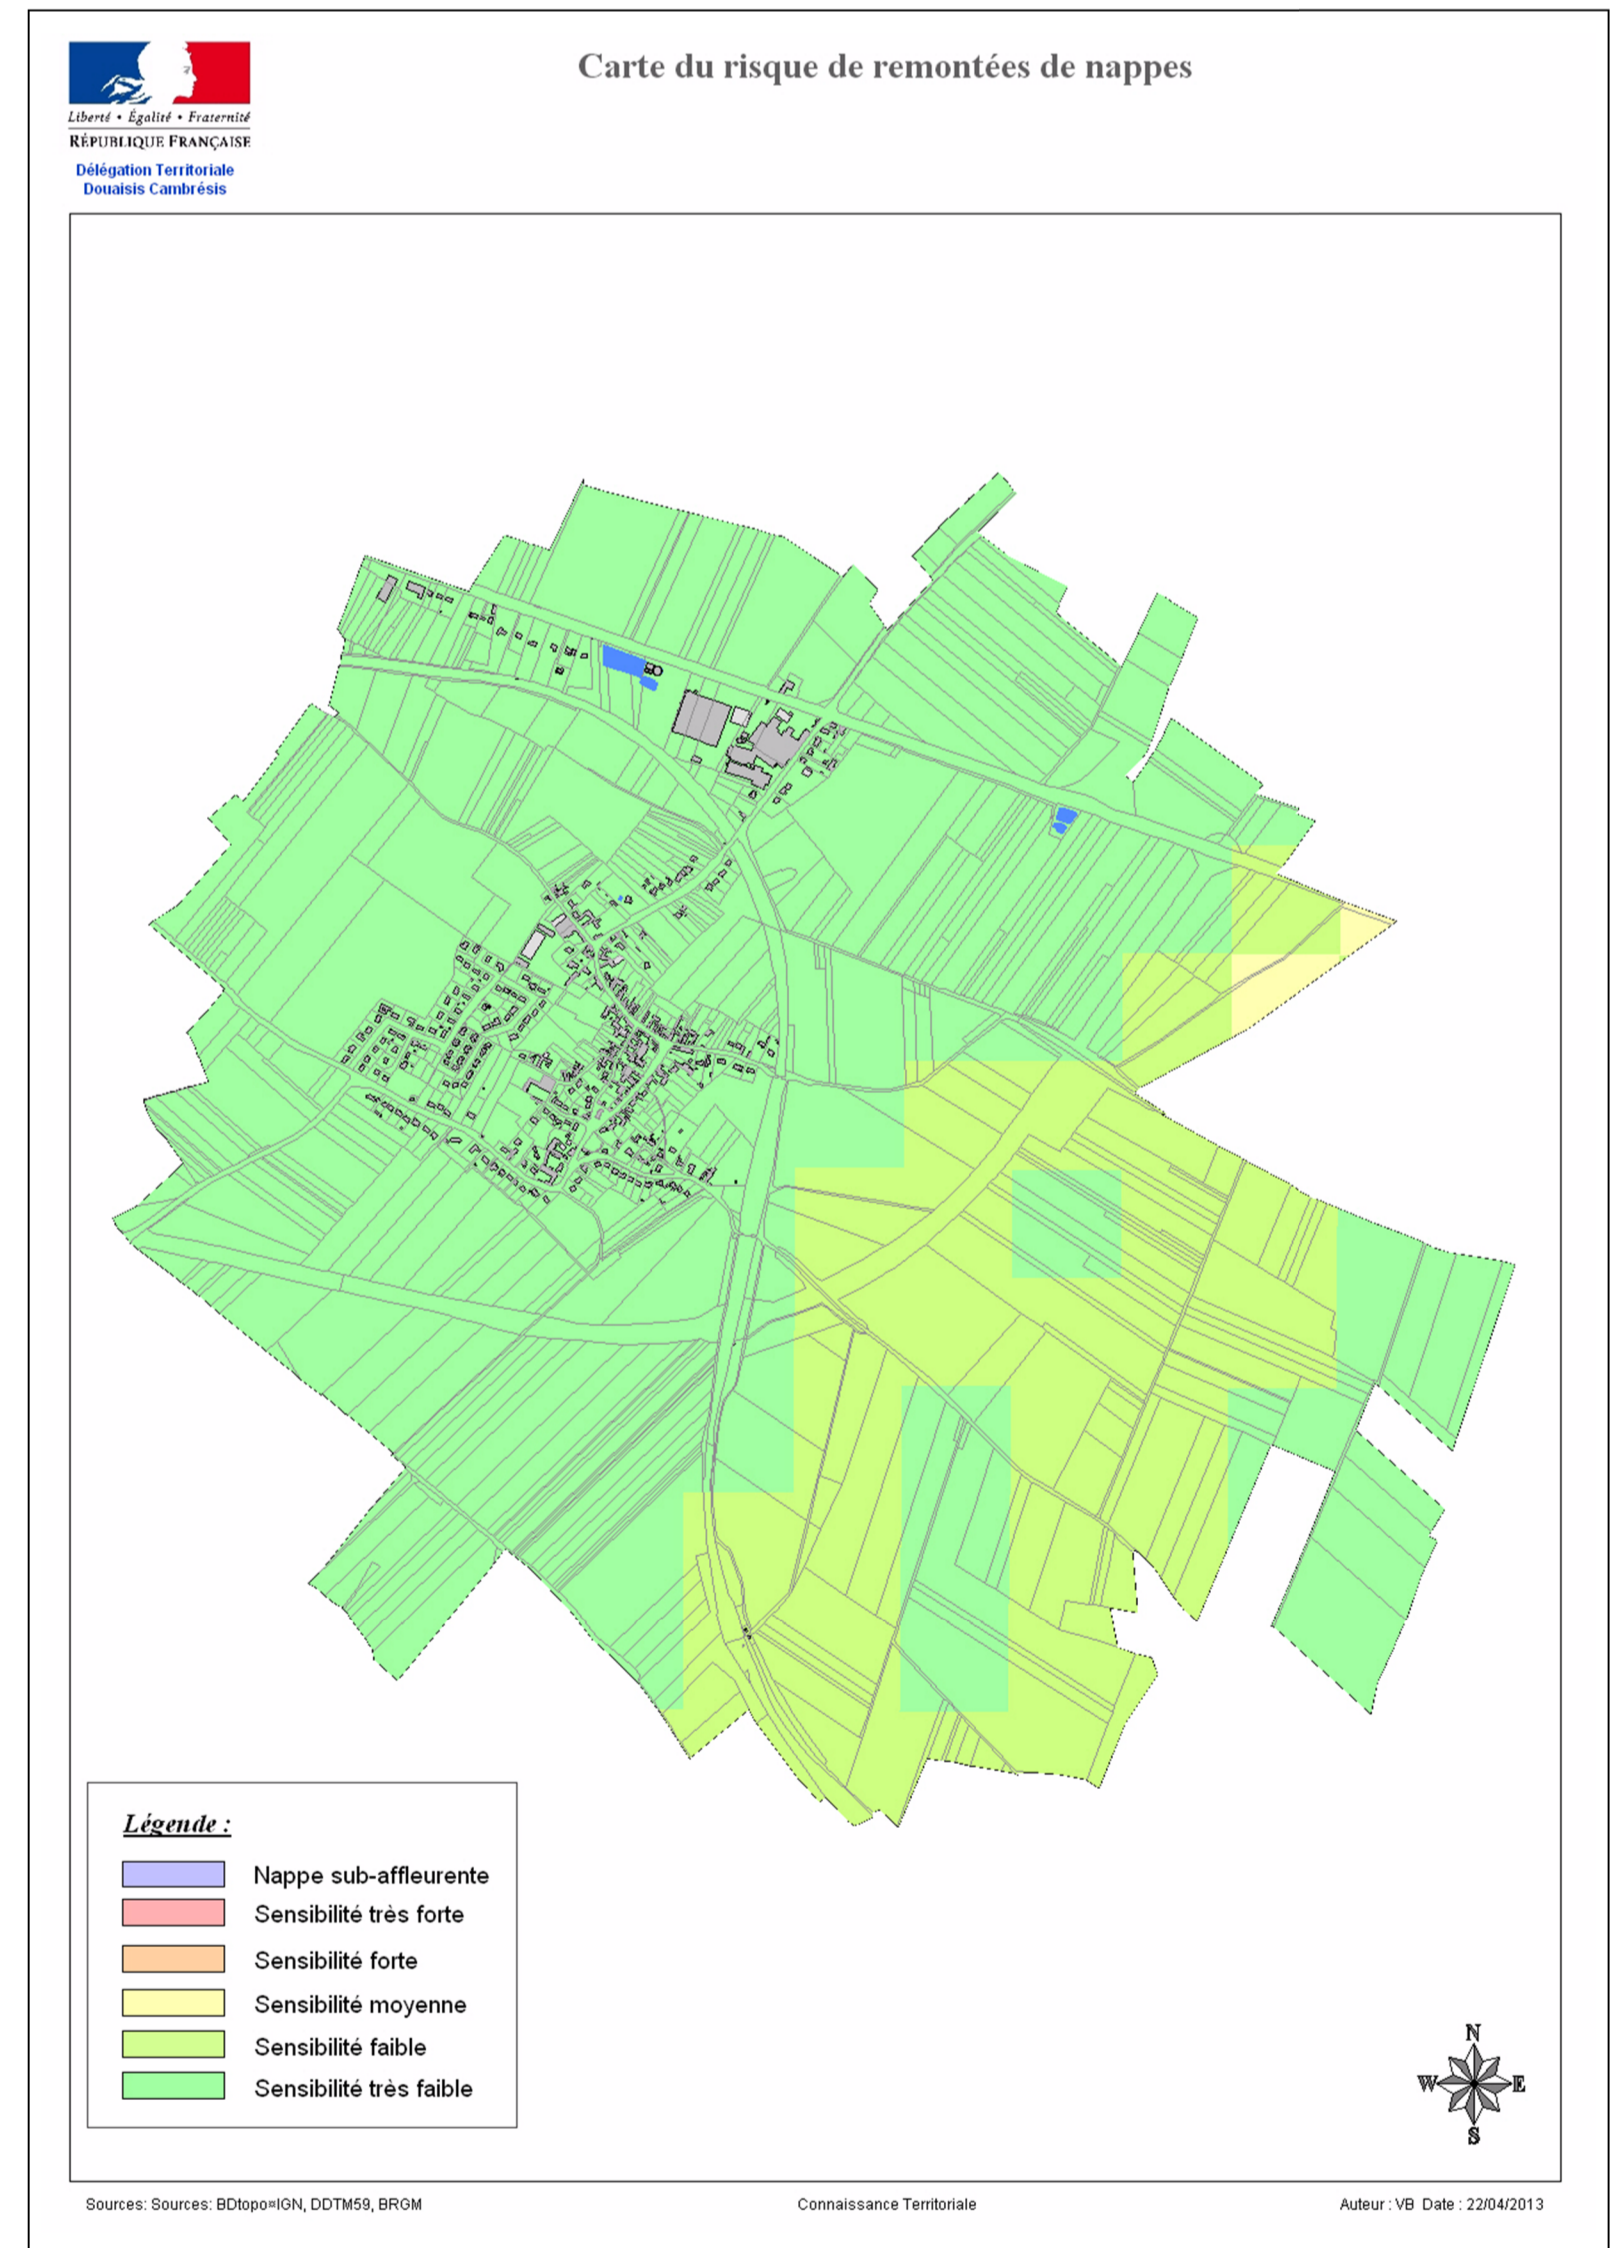 Carte du risque de remontées de nappes
Liberté • Égalité • Fraternité
RÉPUBLIQUE FRANÇAISE
Délégation Territoriale
Douaisis Cambrésis
Légende :
Nappe sub-affleurente
Sensibilité très forte
Sensibilité forte
Sensibilité moyenne
Sensibilité faible
Sensibilité très faible
N
W E
S
Sources: Sources: BDtopo¤IGN, DDTM59, BRGM
Connaissance Territoriale
Auteur : VB Date : 22/04/2013